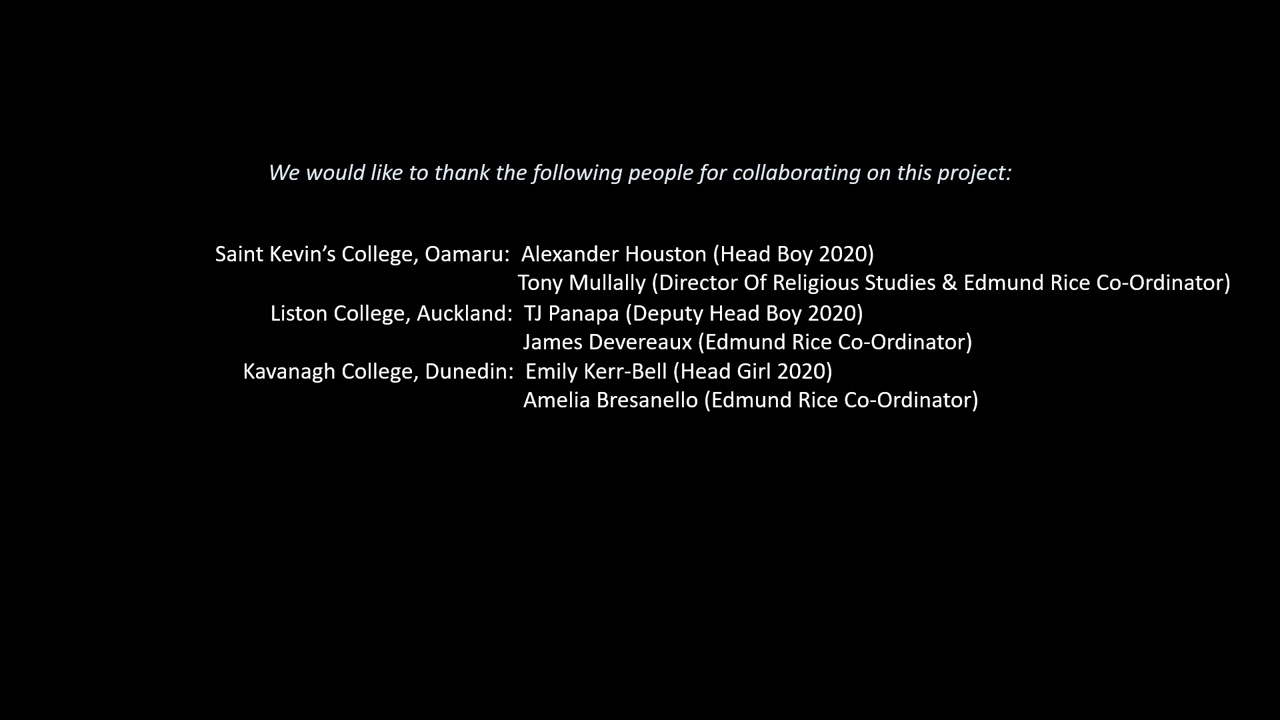 We would like to thank the following people for collaborating on this project:
Saint Kevin’s College, Oamaru: Alexander Houston (Head Boy 2020)
Tony Mullally (Director Of Religious Studies & Edmund Rice Co-Ordinator)
Liston College, Auckland: TJ Panapa (Deputy Head Boy 2020)
James Devereaux (Edmund Rice Co-Ordinator)
Kavanagh College, Dunedin: Emily Kerr-Bell (Head Girl 2020)
Amelia Bresanello (Edmund Rice Co-Ordinator)